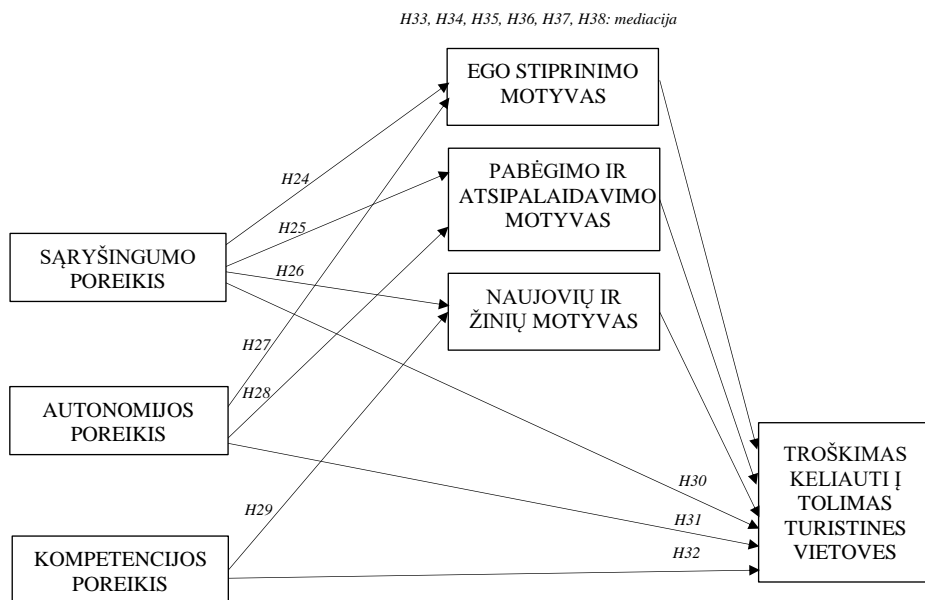 H33, H34, H35, H36, H37, H38: mediacija
EGO STIPRINIMO
MOTYVAS
PABĖGIMO IR
ATSIPALAIDAVIMO
MOTYVAS
NAUJOVIŲ IR
ŽINIŲ MOTYVAS
H24
H25
H26
H27
H28
H29
H30
H31
H32
SĄRYŠINGUMO
POREIKIS
AUTONOMIJOS
POREIKIS
KOMPETENCIJOS
POREIKIS
TROŠKIMAS
KELIAUTI Į
TOLIMAS
TURISTINES
VIETOVES